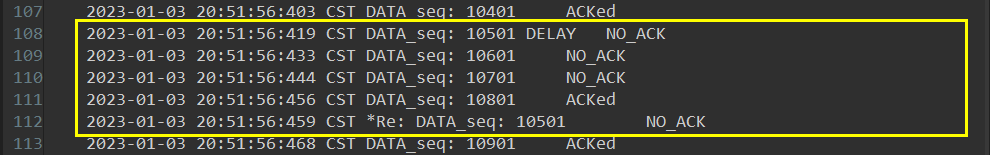 107 2023-01-03 20:51:56:403 CST DATA_seq: 10401 ACKed
108 2023-01-03 20:51:56:419 CST DATA_seq: 10501 DELAY NO_ACK
109 2023-01-03 20:51:56:433 CST DATA_seq: 10601 NO_ACK
110 2023-01-03 20:51:56:444 CST DATA_seq: 10701 NO_ACK
111 2023-01-03 20:51:56:456 CST DATA_seq: 10801 ACKed
112 2023-01-03 20:51:56:459 CST *Re: DATA_seq: 10501 NO_ACK
113 2023-01-03 20:51:56:468 CST DATA_seq: 10901 ACKed